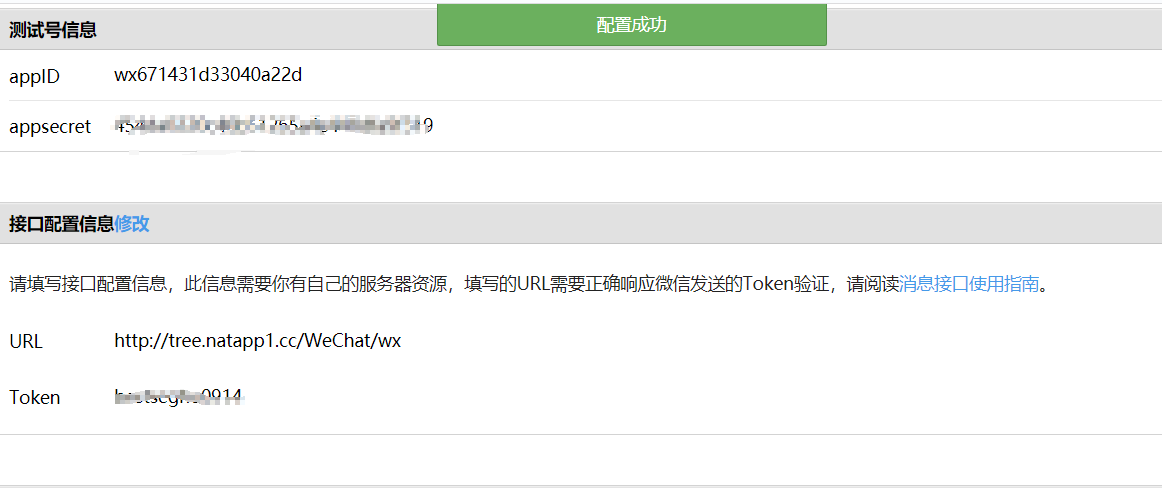 配置成功
测试号信息
appID wx671431d33040a22d
appsecret
接口配置信息修改
请填写接口配置信息，此信息需要你有自己的服务器资源，填写的URL需要正确响应微信发送的Token验证，请阅读消息接口使用指南。
URL http://tree.natapp1.cc/WeChat/wx
Token